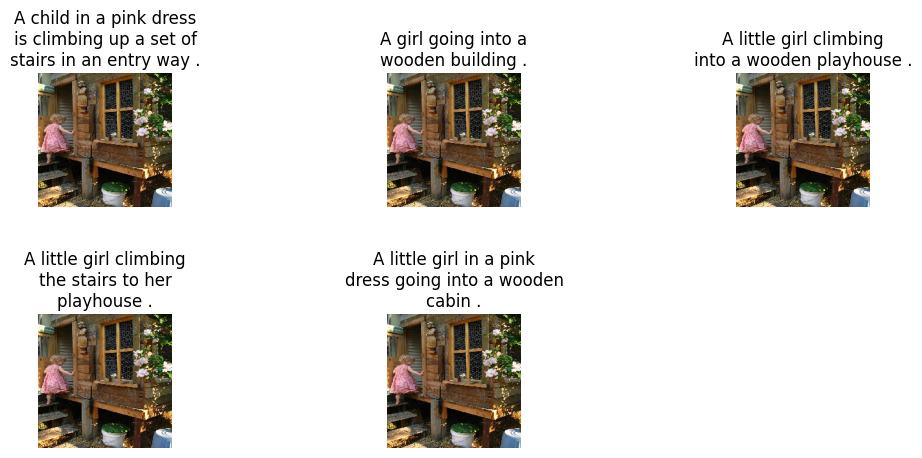 A child in a pink dress
is climbing up a set of
stairs in an entry way .
A girl going into a
wooden building .
A little girl climbing
into a wooden playhouse .
A little girl climbing
the stairs to her
playhouse .
A little girl in a pink
dress going into a wooden
cabin .